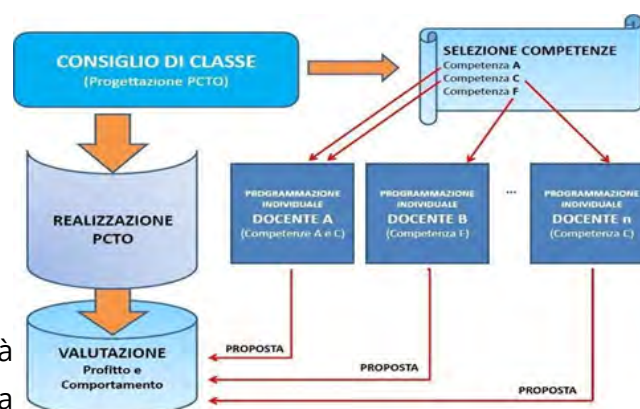 CONSIGLIO DI CLASSE
(Progettazione PCTO)
SELEZIONE COMPETENZE
Competenza A
Competenza C
Competenza F
REALIZZAZIONE
PCTO
PROGRAMMAZIONE
INDIVIDUALE
DOCENTE A
(Competenze A e C)
PROGRAMMAZIONE
INDIVIDUALE
DOCENTE B
(Competenza F)
...
PROGRAMMAZIONE
INDIVIDUALE
DOCENTE n
(Competenza C)
VALUTAZIONE
Profitto e
Comportamento
PROPOSTA
PROPOSTA
PROPOSTA
à
a